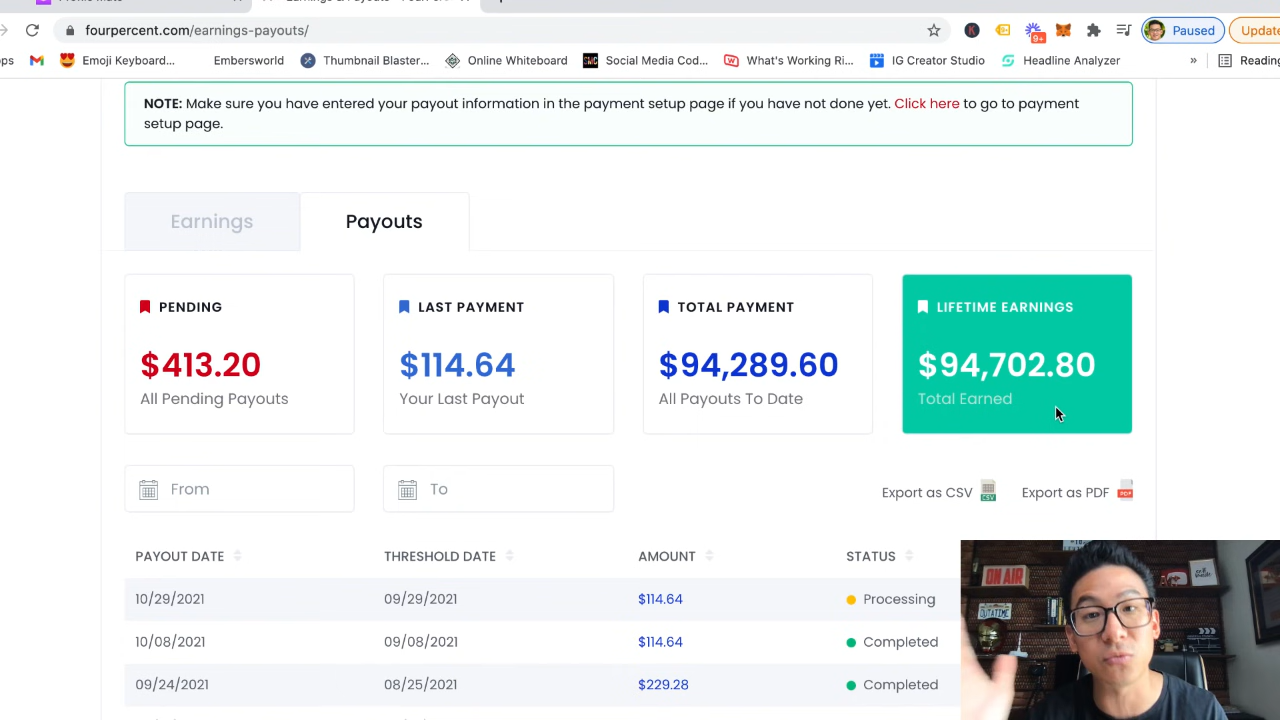 fourpercent.com/earnings-payouts/
Paused
Update
9+
Emoji Keyboard...
Embersworld
Thumbnail Blaster...
Online Whiteboard
Social Media Cod...
What's Working Ri...
IG Creator Studio
Headline Analyzer
»
Reading
NOTE: Make sure you have entered your payout information in the payment setup page if you have not done yet. Click here to go to payment
setup page.
Earnings
Payouts
PENDING
$413.20
All Pending Payouts
LAST PAYMENT
$114.64
Your Last Payout
TOTAL PAYMENT
$94,289.60
All Payouts To Date
LIFETIME EARNINGS
$94,702.80
Total Earned
From
To
Export as CSV
Export as PDF
PAYOUT DATE THRESHOLD DATE AMOUNT STATUS
10/29/2021 09/29/2021 $114.64 Processing
10/08/2021 09/08/2021 $114.64 Completed
09/24/2021 08/25/2021 $229.28 Completed
ON AIR
OUTATIME